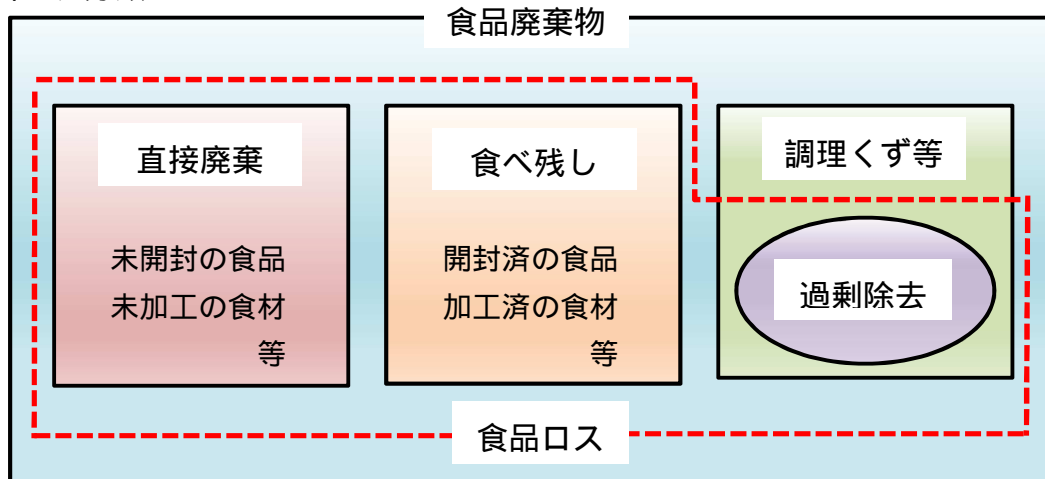 食品廃棄物
直接廃棄
未開封の食品
未加工の食材
等
食べ残し
開封済の食品
加工済の食材
等
調理くず等
過剰除去
食品ロス